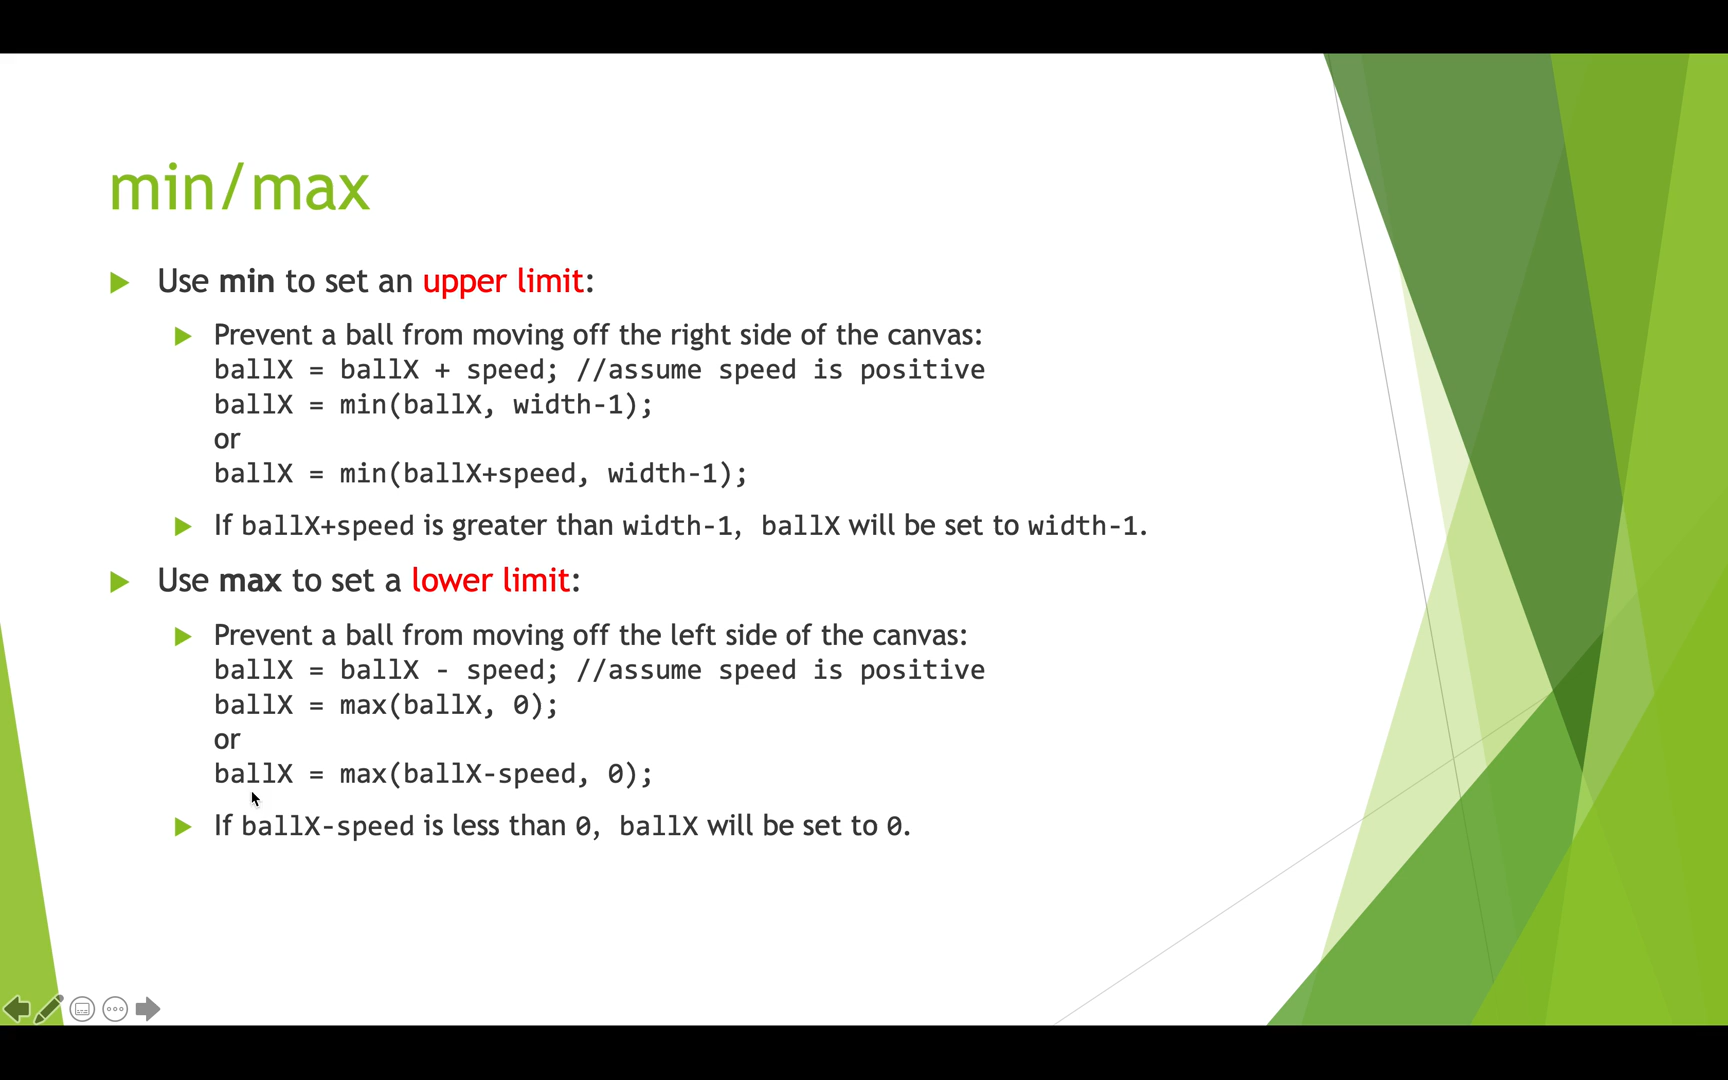 min/max
Use min to set an upper limit:
Prevent a ball from moving off the right side of the canvas:
ballX = ballX + speed; //assume speed is positive
ballX = min(ballX, width-1);
or
ballX = min(ballX+speed, width-1);
If ballX+speed is greater than width-1, ballX will be set to width-1.
Use max to set a lower limit:
Prevent a ball from moving off the left side of the canvas:
ballX = ballX - speed; //assume speed is positive
ballX = max(ballX, 0);
or
ballX = max(ballX-speed, 0);
If ballX-speed is less than 0, ballX will be set to 0.